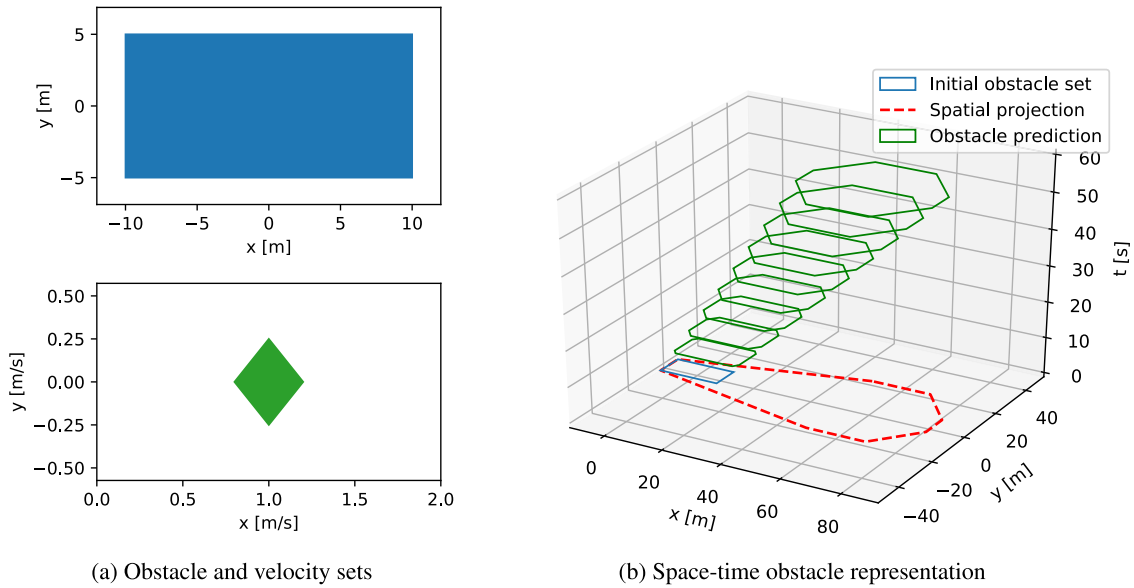 5
0
−5
y [m]
−10
−5
0
5
10
x [m]
0.50
0.25
0.00
−0.25
−0.50
y [m/s]
0.0
0.5
1.0
1.5
2.0
x [m/s]
(a) Obstacle and velocity sets
Initial obstacle set
Spatial projection
Obstacle prediction
60
50
40
30
20
10
0
t [s]
40
20
0
−20
−40
y [m]
0
20
40
60
80
x [m]
(b) Space-time obstacle representation